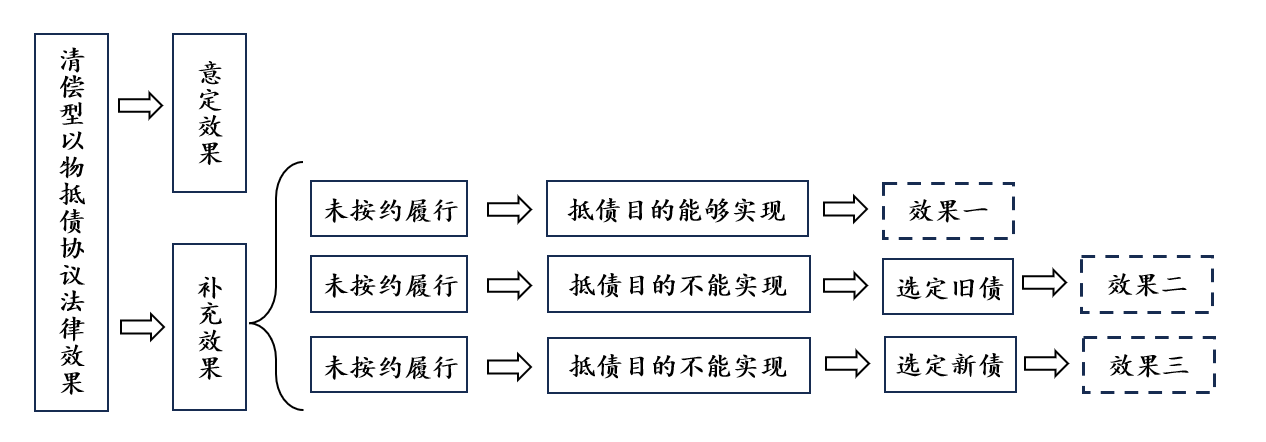 清偿型以物抵债协议法律效果
意定效果
补充效果
未按约履行
抵债目的能够实现
效果一
未按约履行
抵债目的不能实现
选定旧债
效果二
未按约履行
抵债目的不能实现
选定新债
效果三